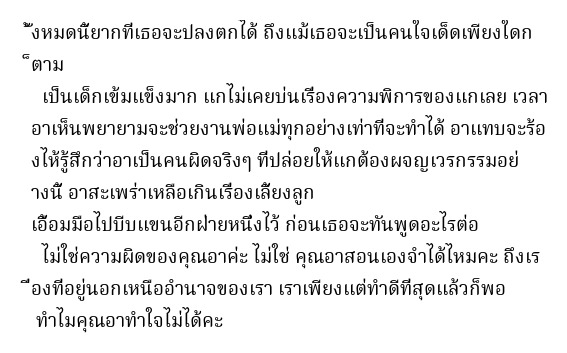 ั้งหมดนี้ยากที่เธอจะปลงตกได้ ถึงแม้เธอจะเป็นคนใจเด็ดเพียงใดก
็ตาม
เป็นเด็กเข้มแข็งมาก แกไม่เคยบ่นเรื่องความพิการของแกเลย เวลา
อาเห็นพยายามจะช่วยงานพ่อแม่ทุกอย่างเท่าที่จะทำได้ อาแทบจะร้อ
งไห้รู้สึกว่าอาเป็นคนผิดจริงๆ ที่ปล่อยให้แกต้องผจญเวรกรรมอย่
างนี้ อาสะเพร่าเหลือเกินเรื่องเลี้ยงลูก
เอื้อมมือไปบีบแขนอีกฝ่ายหนึ่งไว้ ก่อนเธอจะทันพูดอะไรต่อ
ไม่ใช่ความผิดของคุณอาค่ะ ไม่ใช่ คุณอาสอนเองจำได้ไหมคะ ถึงเร
ื่องที่อยู่นอกเหนืออำนาจของเรา เราเพียงแต่ทำดีที่สุดแล้วก็พอ
ทำไมคุณอาทำใจไม่ได้คะ